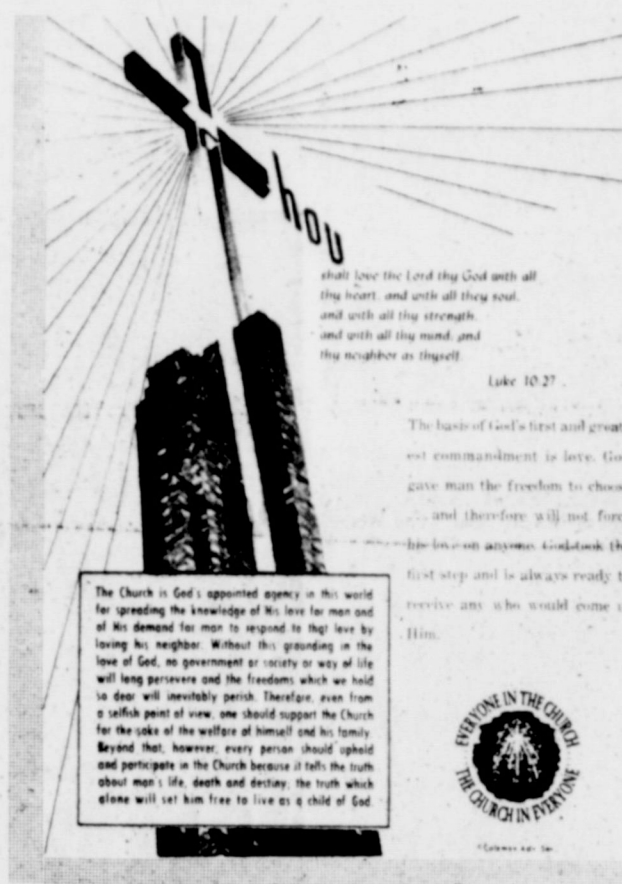 Thou
shalt love the Lord thy God with all
thy heart, and with all they soul,
and with all thy strength,
and with all thy mind, and
thy neighbor as thyself.
Luke 10:27
The basis of God's first and great-
est commandment is love. Go
gave man the freedom to choos
... and therefore will not forc
his love on anyone. God took th
first step and is always ready t
receive any who would come u
Him.
The Church is God's appointed agency in this world
for spreading the knowledge of His love for man and
of His demand for man to respond to that love by
loving his neighbor. Without this grounding in the
love of God, no government or society or way of life
will long persevere and the freedoms which we hold
so dear will inevitably perish. Therefore, even from
a selfish point of view, one should support the Church
for the sake of the welfare of himself and his family.
Beyond that, however, every person should uphold
and participate in the Church because it tells the truth
about man's life, death and destiny; the truth which
alone will set him free to live as a child of God.
EVERYONE IN THE CHURCH
THE CHURCH IN EVERYONE
Coleman Adv. Ser.